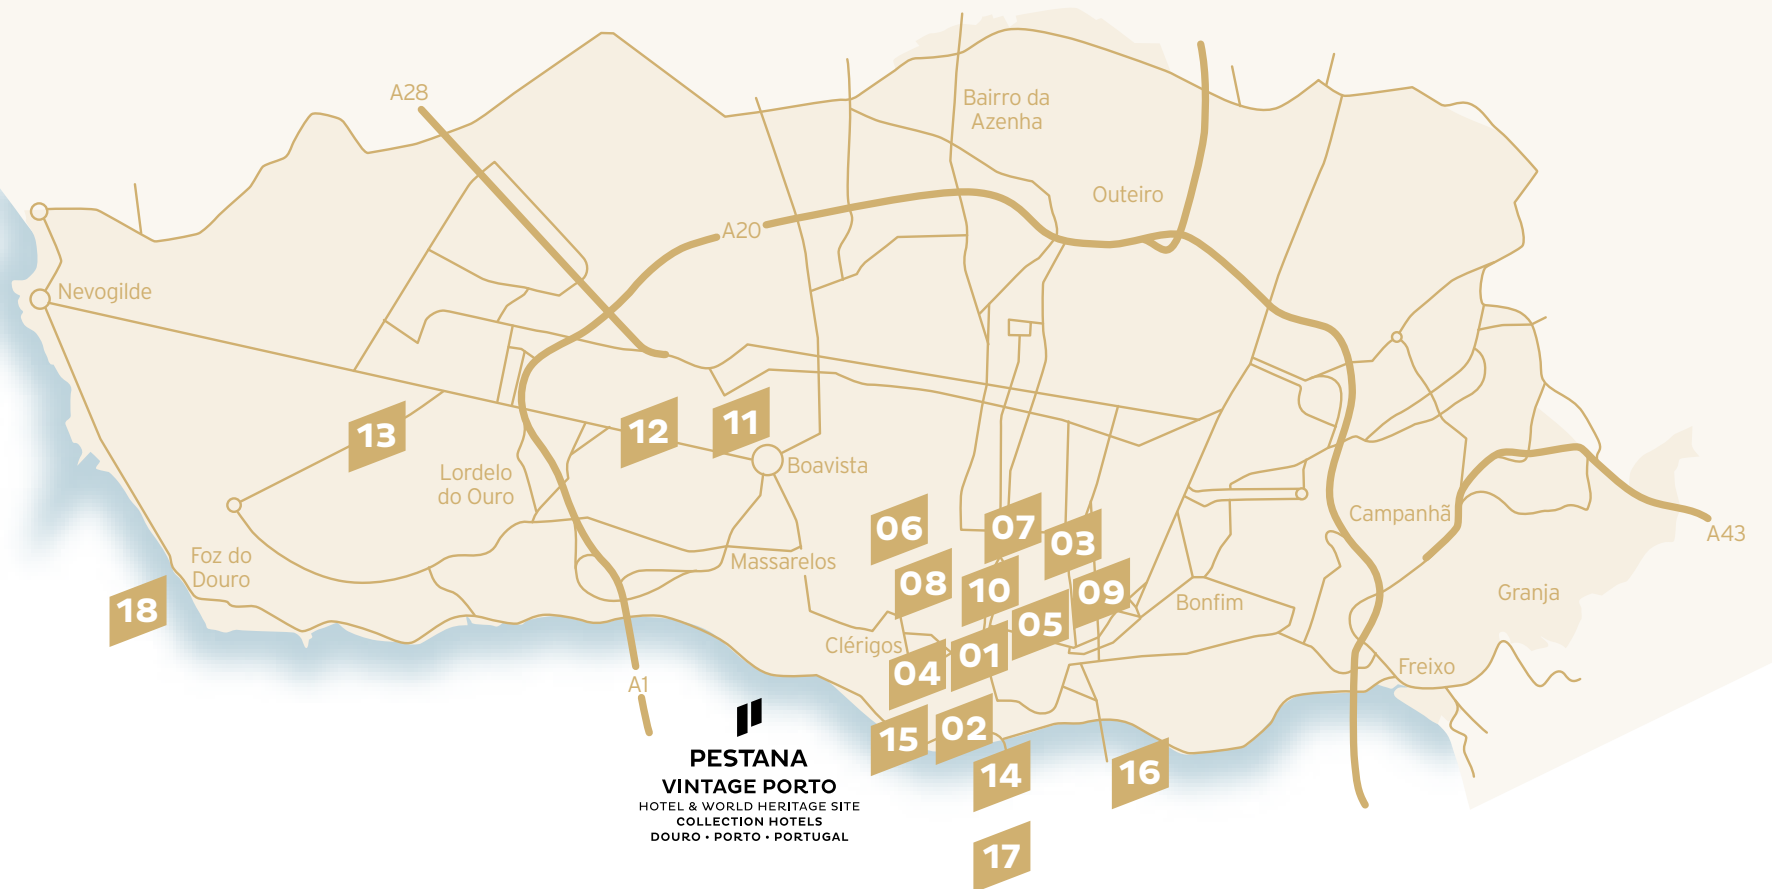 A28
Bairro da
Azenha
Outeiro
A20
Nevogilde
11
12
13
Boavista
Lordelo
do Ouro
06
07
03
Campanhã
A43
Foz do
Douro
Massarelos
08
10
09
Bonfim
Granja
18
05
Clérigos
01
04
Freixo
A1
15
02
14
16
17
PESTANA
VINTAGE PORTO
HOTEL & WORLD HERITAGE SITE
COLLECTION HOTELS
DOURO • PORTO • PORTUGAL